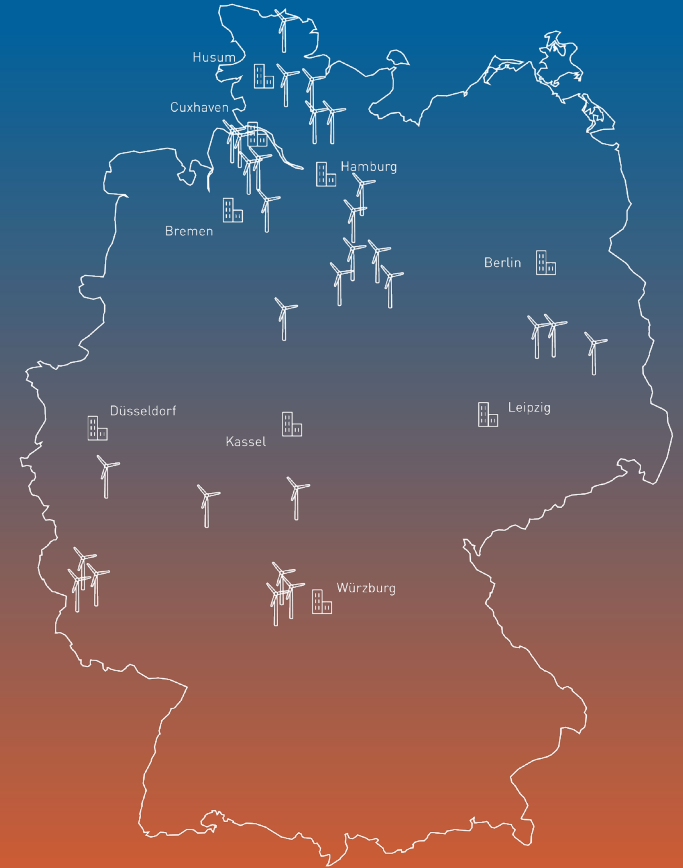 Husum
Cuxhaven
Hamburg
Bremen
Berlin
Düsseldorf
Leipzig
Kassel
Würzburg